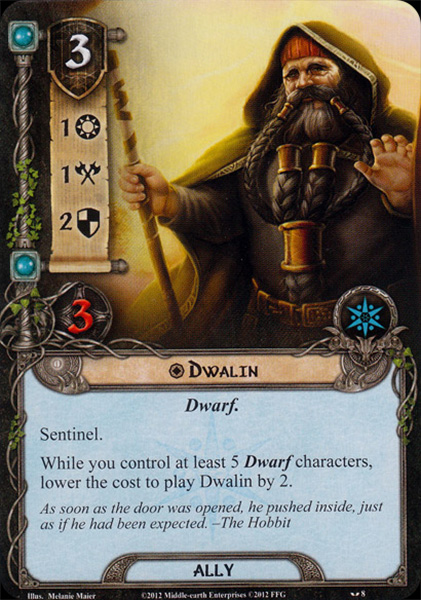 3
1
1
2
3
Dwalin
Dwarf.
Sentinel.
While you control at least 5 Dwarf characters,
lower the cost to play Dwalin by 2.
As soon as the door was opened, he pushed inside, just
as if he had been expected. –The Hobbit
ALLY
Illus. Melanie Maier ©2012 Middle-earth Enterprises ©2012 FFG 8